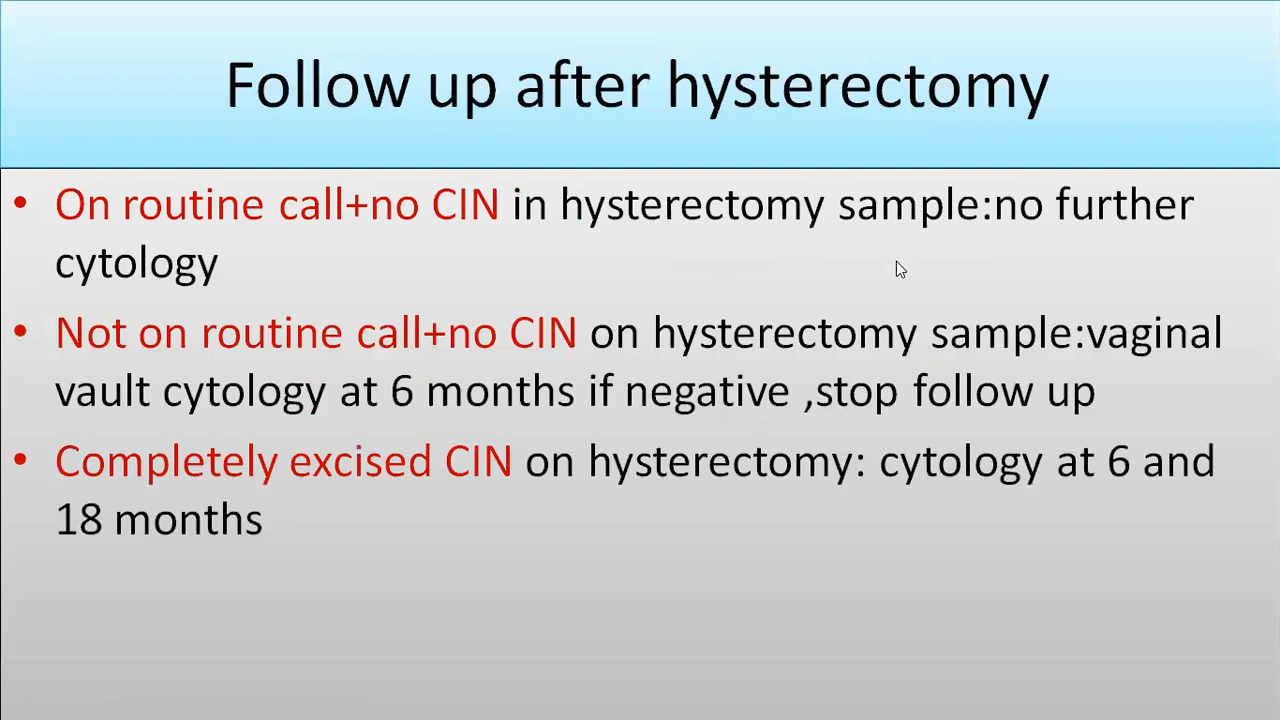 Follow up after hysterectomy
• On routine call+no CIN in hysterectomy sample:no further
cytology
• Not on routine call+no CIN on hysterectomy sample:vaginal
vault cytology at 6 months if negative ,stop follow up
• Completely excised CIN on hysterectomy: cytology at 6 and
18 months